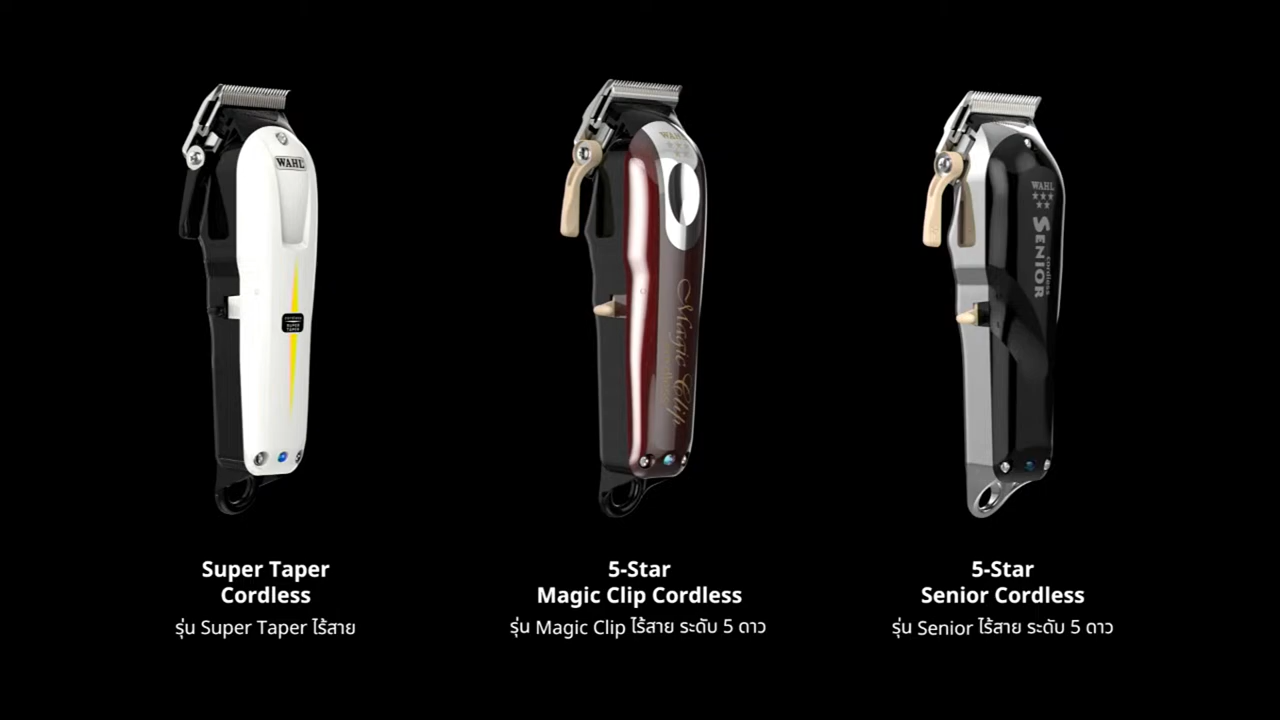 WAHL
SUPER
TAPER
WAHL
Magic Clip
WAHL
SENIOR
cordless
Super Taper
Cordless
รุ่น Super Taper ไร้สาย
5-Star
Magic Clip Cordless
รุ่น Magic Clip ไร้สาย ระดับ 5 ดาว
5-Star
Senior Cordless
รุ่น Senior ไร้สาย ระดับ 5 ดาว